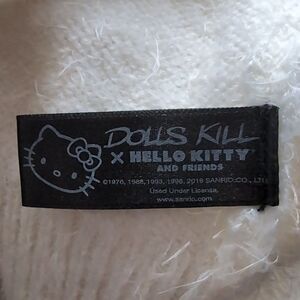 DOLLS KILL
X HELLO KITTY
AND FRIENDS
©1976, 1988, 1993, 1996, 2018 SANRIO CO., LTD.
Used Under License.
www.sanrio.com